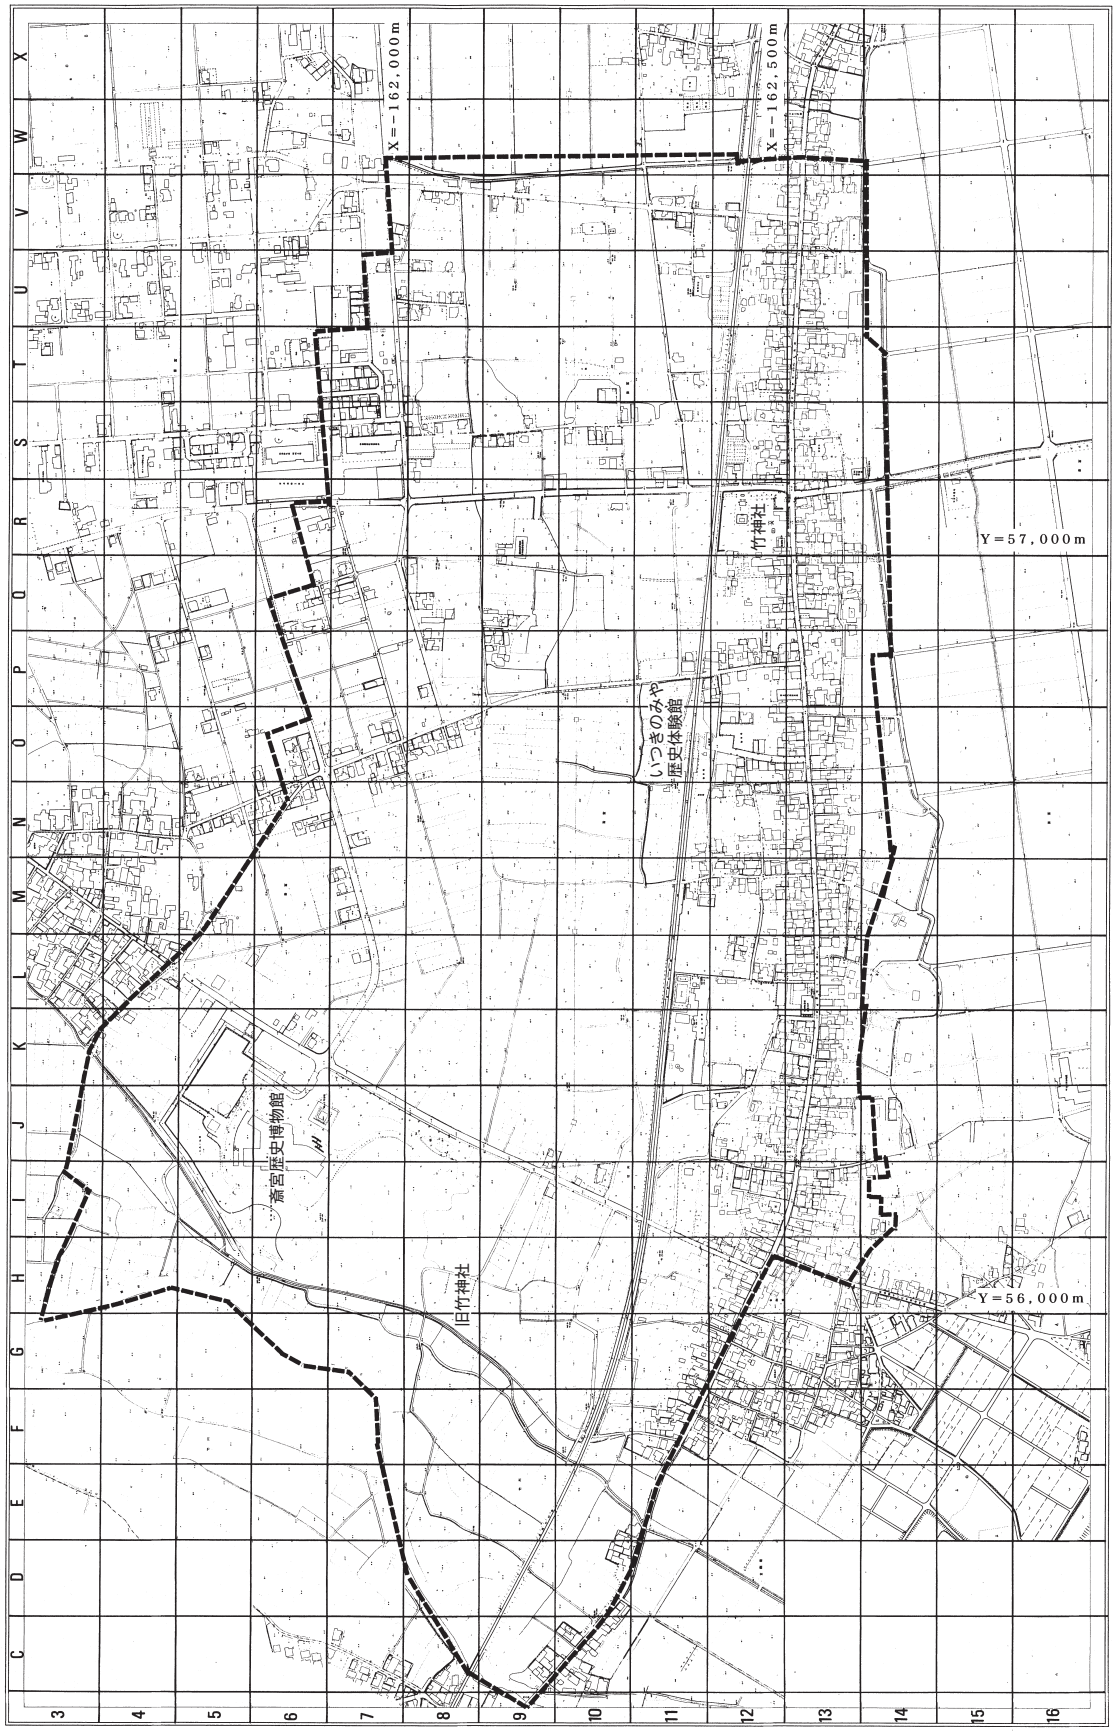 X
W
V
U
T
S
R
Q
P
O
N
M
L
K
J
I
H
G
F
E
D
C
3
4
5
6
7
8
9
10
11
12
13
14
15
16
X=-162,000m
X=-162,500m
Y=57,000m
Y=56,000m
竹神社
いつきのみや
歴史体験館
斎宮歴史博物館
旧竹神社